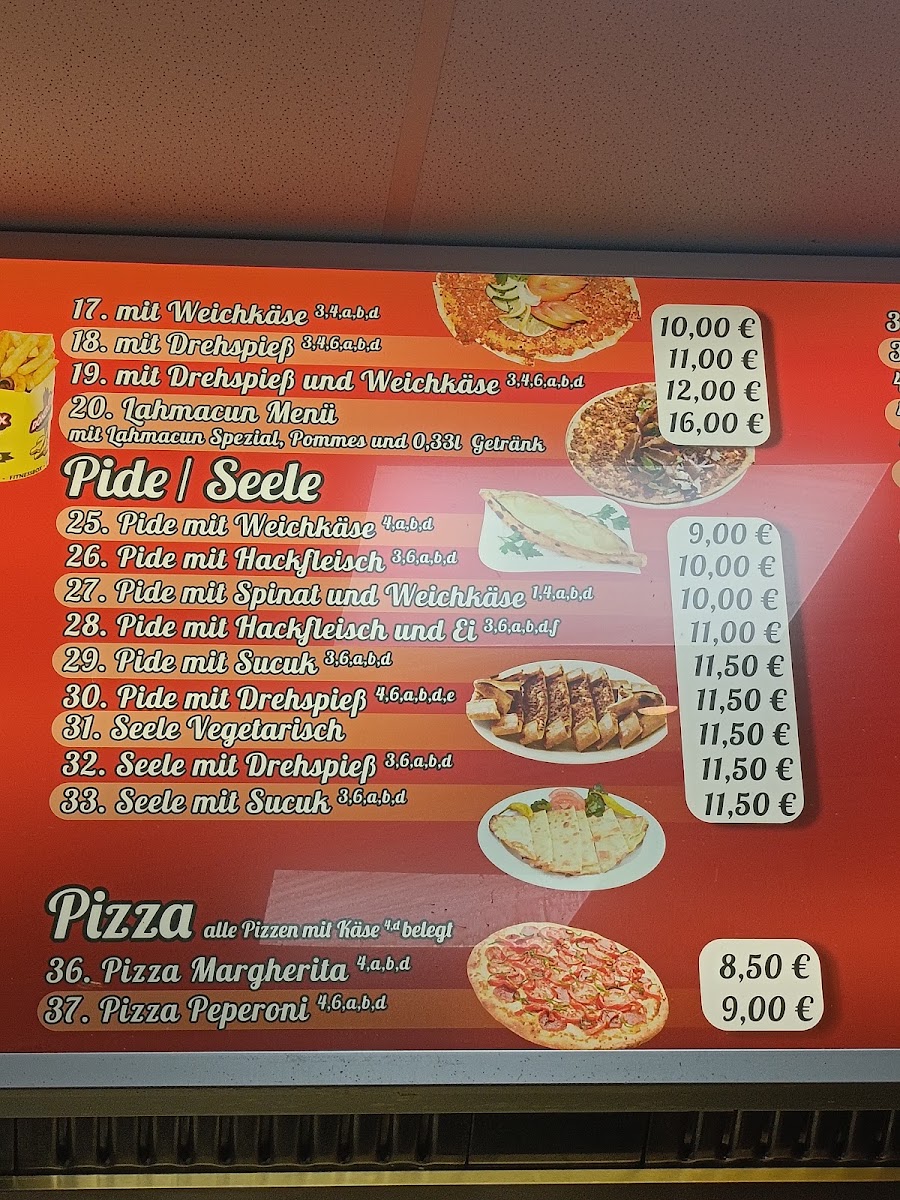 17. mit Weichkäse 3,4,a,b,d 10,00 €
18. mit Drehspieß 3,4,6,a,b,d 11,00 €
19. mit Drehspieß und Weichkäse 3,4,6,a,b,d 12,00 €
20. Lahmacun Menü 16,00 €
mit Lahmacun Spezial, Pommes und 0,33l Getränk
FITNESSBOX
Pide / Seele
25. Pide mit Weichkäse 4,a,b,d 9,00 €
26. Pide mit Hackfleisch 3,6,a,b,d 10,00 €
27. Pide mit Spinat und Weichkäse 1,4,a,b,d 10,00 €
28. Pide mit Hackfleisch und Ei 3,6,a,b,d,f 11,00 €
29. Pide mit Sucuk 3,6,a,b,d 11,50 €
30. Pide mit Drehspieß 4,6,a,b,d,e 11,50 €
31. Seele Vegetarisch 11,50 €
32. Seele mit Drehspieß 3,6,a,b,d 11,50 €
33. Seele mit Sucuk 3,6,a,b,d 11,50 €
Pizza alle Pizzen mit Käse 4,d belegt
36. Pizza Margherita 4,a,b,d 8,50 €
37. Pizza Peperoni 4,6,a,b,d 9,00 €